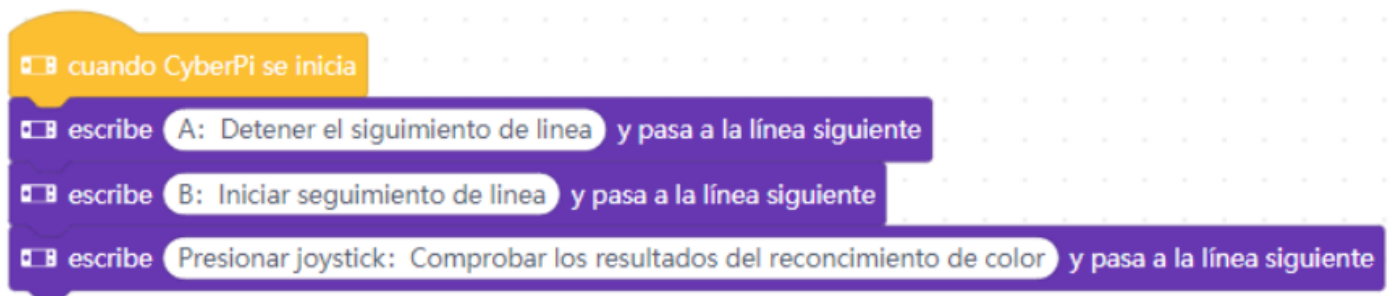 cuando CyberPi se inicia
escribe A: Detener el siguimiento de linea y pasa a la línea siguiente
escribe B: Iniciar seguimiento de linea y pasa a la línea siguiente
escribe Presionar joystick: Comprobar los resultados del reconcimiento de color y pasa a la línea siguiente